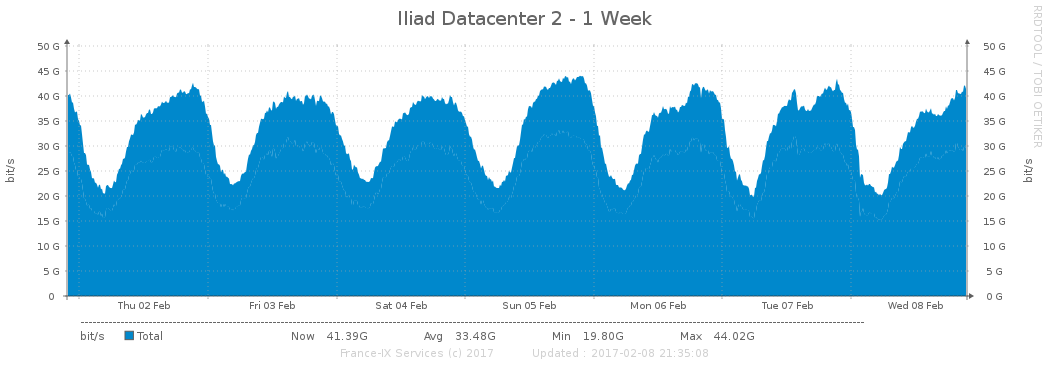 Iliad Datacenter 2 - 1 Week
RRDTOOL / TOBI OETIKER
bit/s
50 G 50 G
45 G 45 G
40 G 40 G
35 G 35 G
30 G 30 G
25 G 25 G
20 G 20 G
15 G 15 G
10 G 10 G
5 G 5 G
0 0 G
bit/s
Thu 02 Feb Fri 03 Feb Sat 04 Feb Sun 05 Feb Mon 06 Feb Tue 07 Feb Wed 08 Feb
bit/s Total Now 41.39G Avg 33.48G Min 19.80G Max 44.02G
France-IX Services (c) 2017 Updated : 2017-02-08 21:35:08